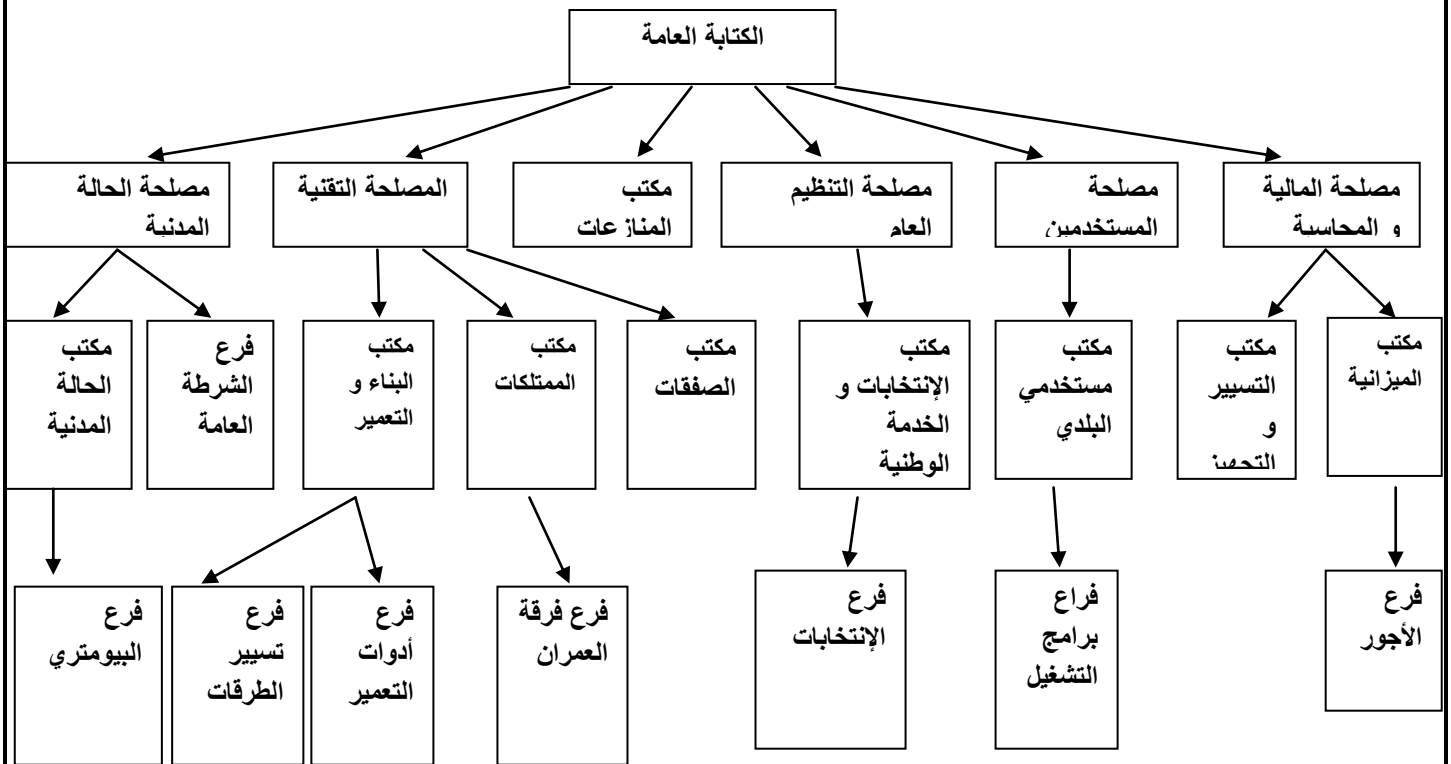 الكتابة العامة
مصلحة المالية
و المحاسبة
مصلحة
المستخدمين
مصلحة التنظيم
العام
مكتب
المنازعات
المصلحة التقنية
مصلحة الحالة
المدنية
مكتب
الميزانية
مكتب
التسيير
و
التجهيز
مكتب
مستخدمي
البلدي
مكتب
الإنتخابات و
الخدمة
الوطنية
مكتب
الصفقات
مكتب
الممتلكات
مكتب
البناء و
التعمير
فرع
الشرطة
العامة
مكتب
الحالة
المدنية
فرع
الأجور
فراع
برامج
التشغيل
فرع
الإنتخابات
فرع فرقة
العمران
فرع
أدوات
التعمير
فرع
تسيير
الطرقات
فرع
البيومتري